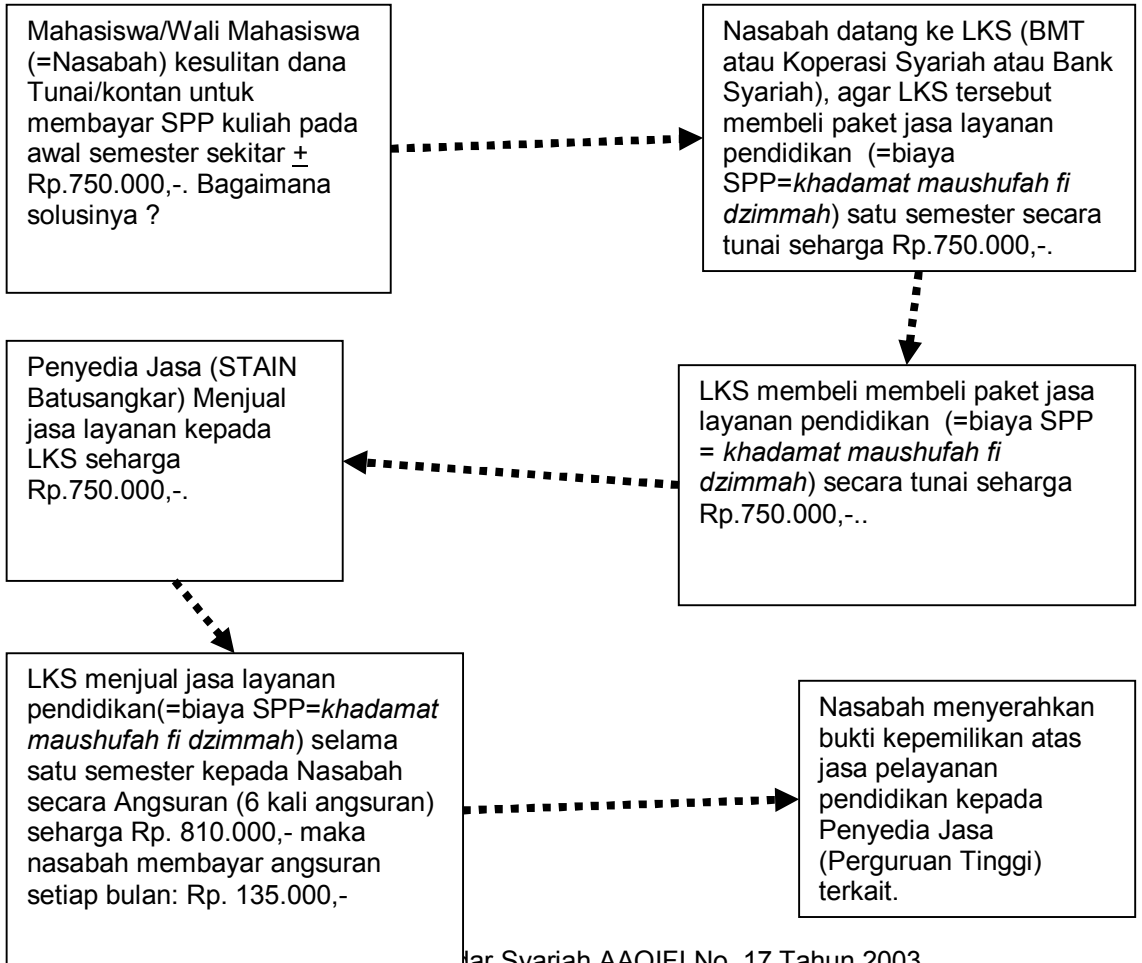 Mahasiswa/Wali Mahasiswa
(=Nasabah) kesulitan dana
Tunai/kontan untuk
membayar SPP kuliah pada
awal semester sekitar +
Rp.750.000,-. Bagaimana
solusinya ?
Nasabah datang ke LKS (BMT
atau Koperasi Syariah atau Bank
Syariah), agar LKS tersebut
membeli paket jasa layanan
pendidikan (=biaya
SPP=khadamat maushufah fi
dzimmah) satu semester secara
tunai seharga Rp.750.000,-.
LKS membeli membeli paket jasa
layanan pendidikan (=biaya SPP
= khadamat maushufah fi
dzimmah) secara tunai seharga
Rp.750.000,-..
Penyedia Jasa (STAIN
Batusangkar) Menjual
jasa layanan kepada
LKS seharga
Rp.750.000,-.
LKS menjual jasa layanan
pendidikan(=biaya SPP=khadamat
maushufah fi dzimmah) selama
satu semester kepada Nasabah
secara Angsuran (6 kali angsuran)
seharga Rp. 810.000,- maka
nasabah membayar angsuran
setiap bulan: Rp. 135.000,-
Nasabah menyerahkan
bukti kepemilikan atas
jasa pelayanan
pendidikan kepada
Penyedia Jasa
(Perguruan Tinggi)
terkait.
Syariah AAOIFI No. 17 Tahun 2003